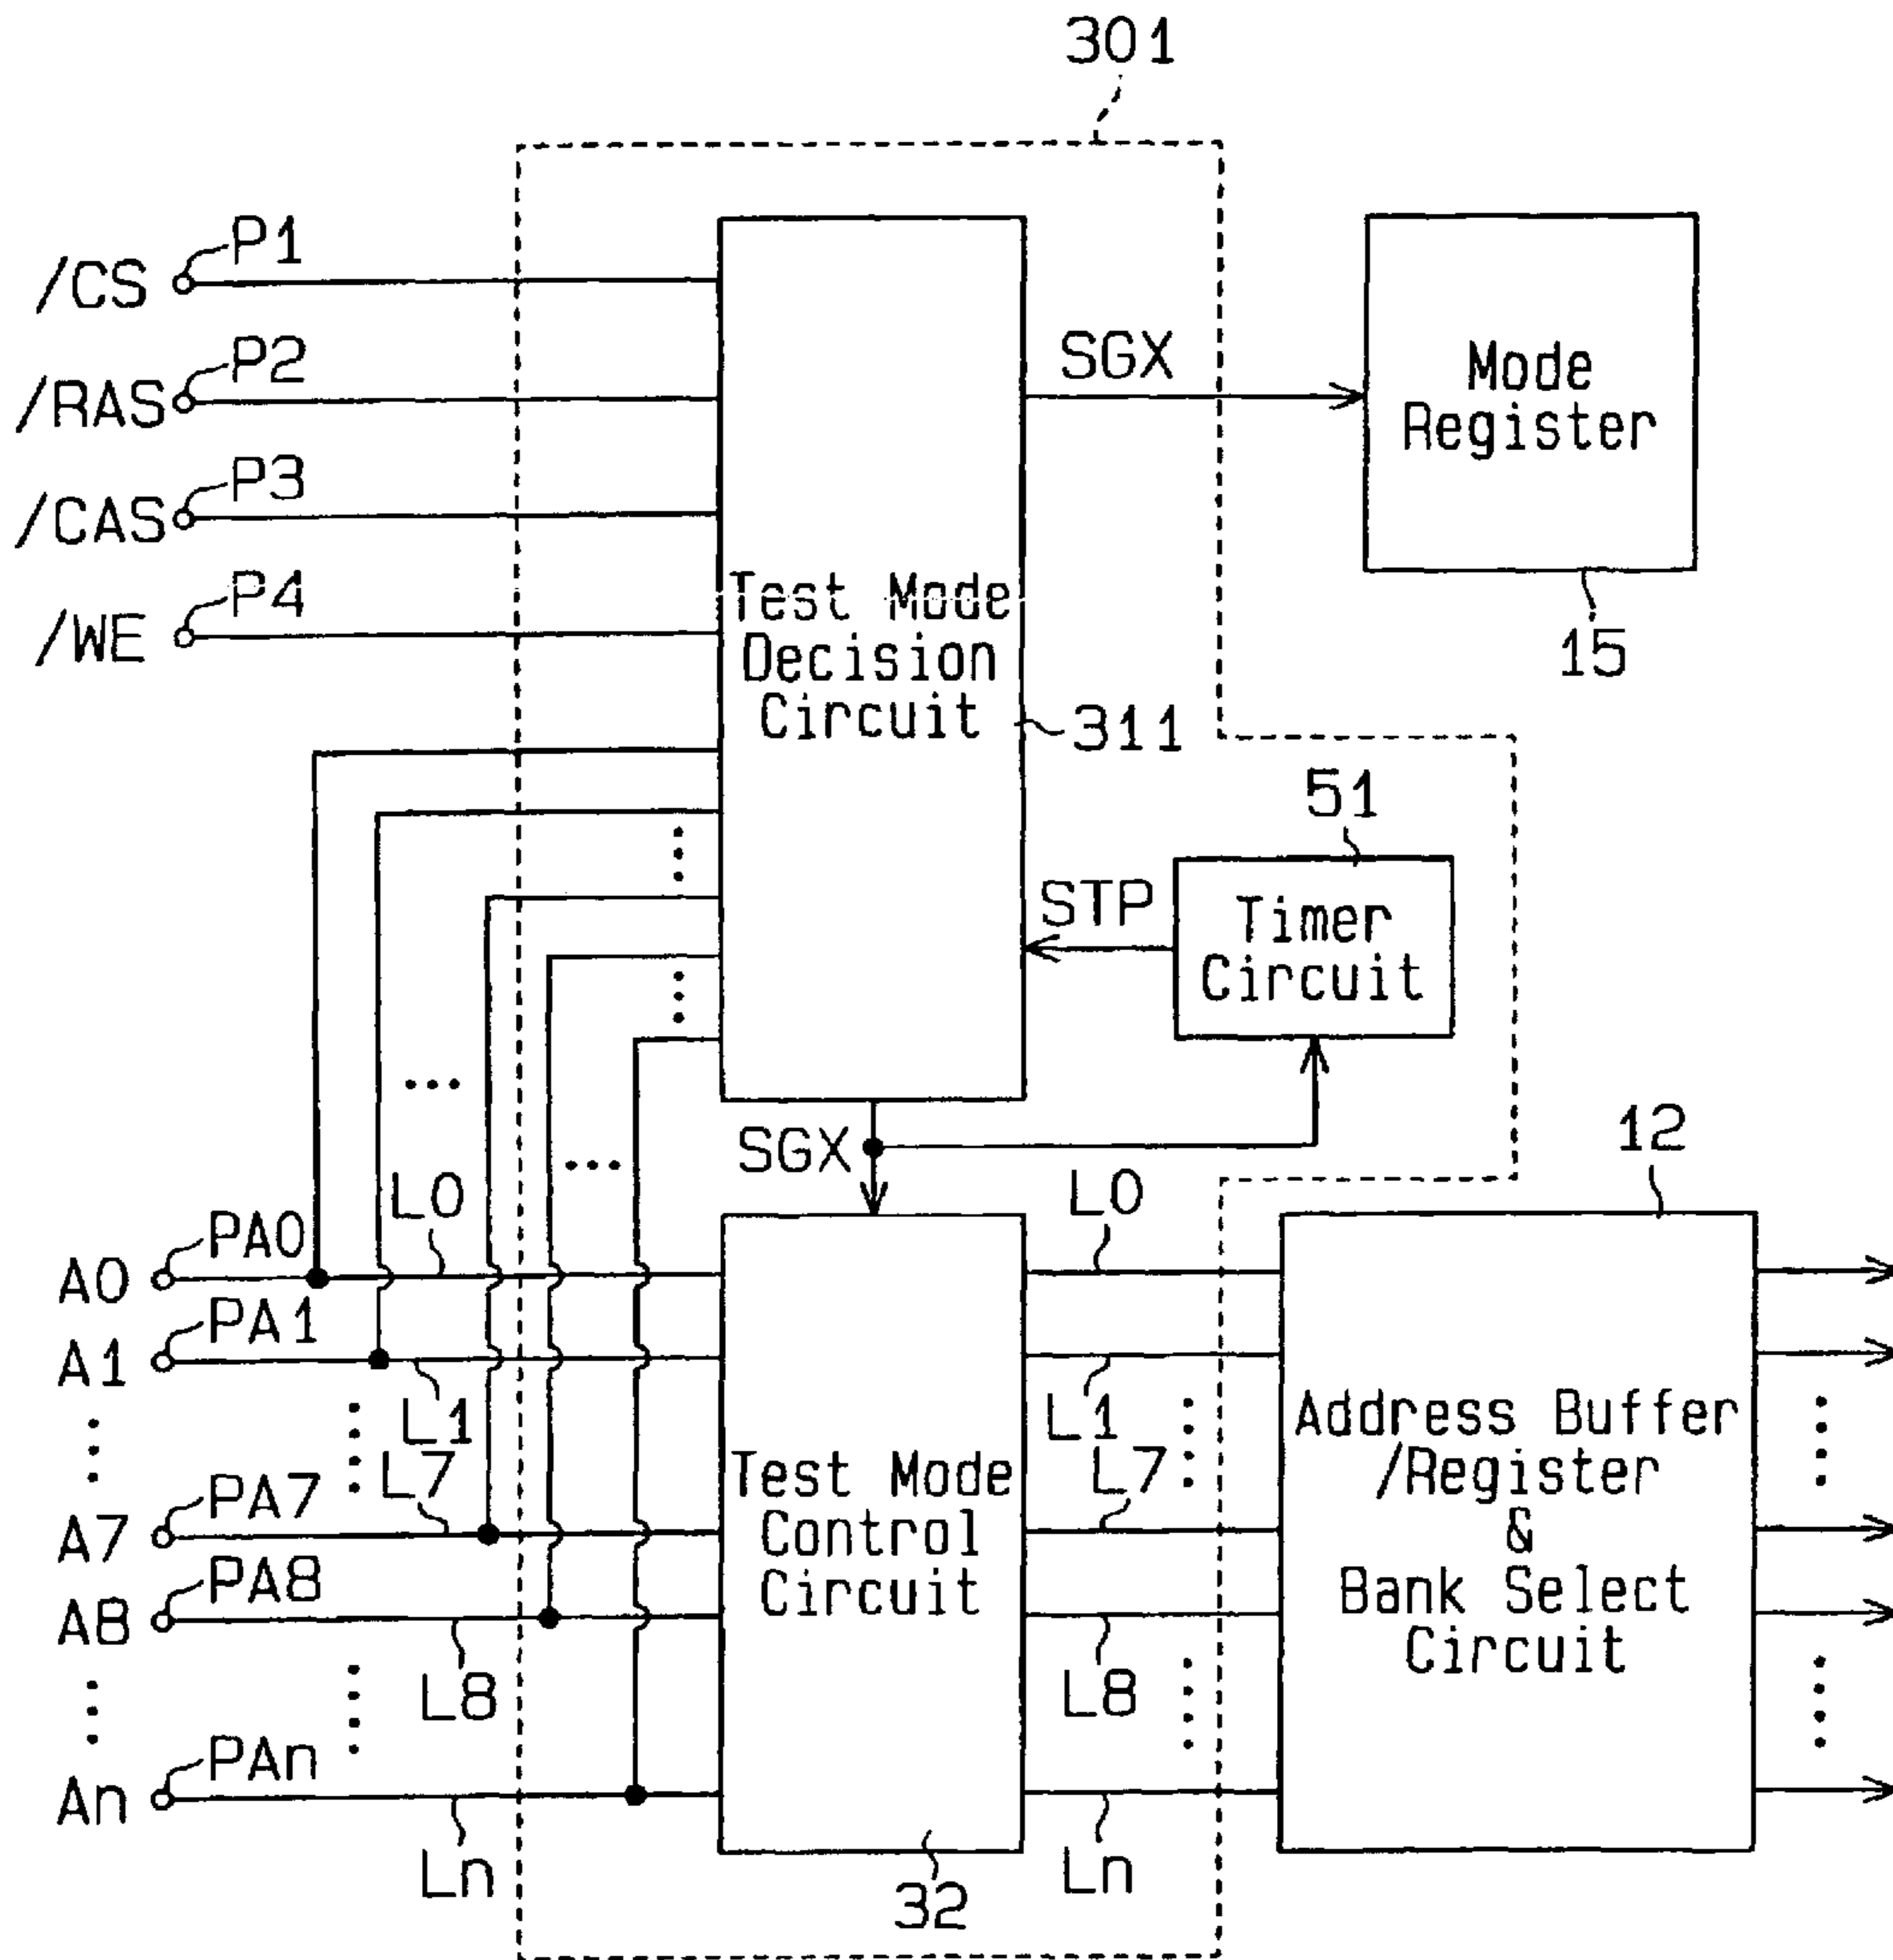 301
/CS P1
/RAS P2
/CAS P3
/WE P4
SGX
Mode
Register
15
Test Mode
Decision
Circuit
311
51
STP
Timer
Circuit
SGX
12
A0 PA0 L0
L0
A1 PA1 L1
L1
A7 PA7 L7
L7
A8 PA8 L8
L8
An PAn Ln
Ln
Test Mode
Control
Circuit
32
Address Buffer
/Register
&
Bank Select
Circuit